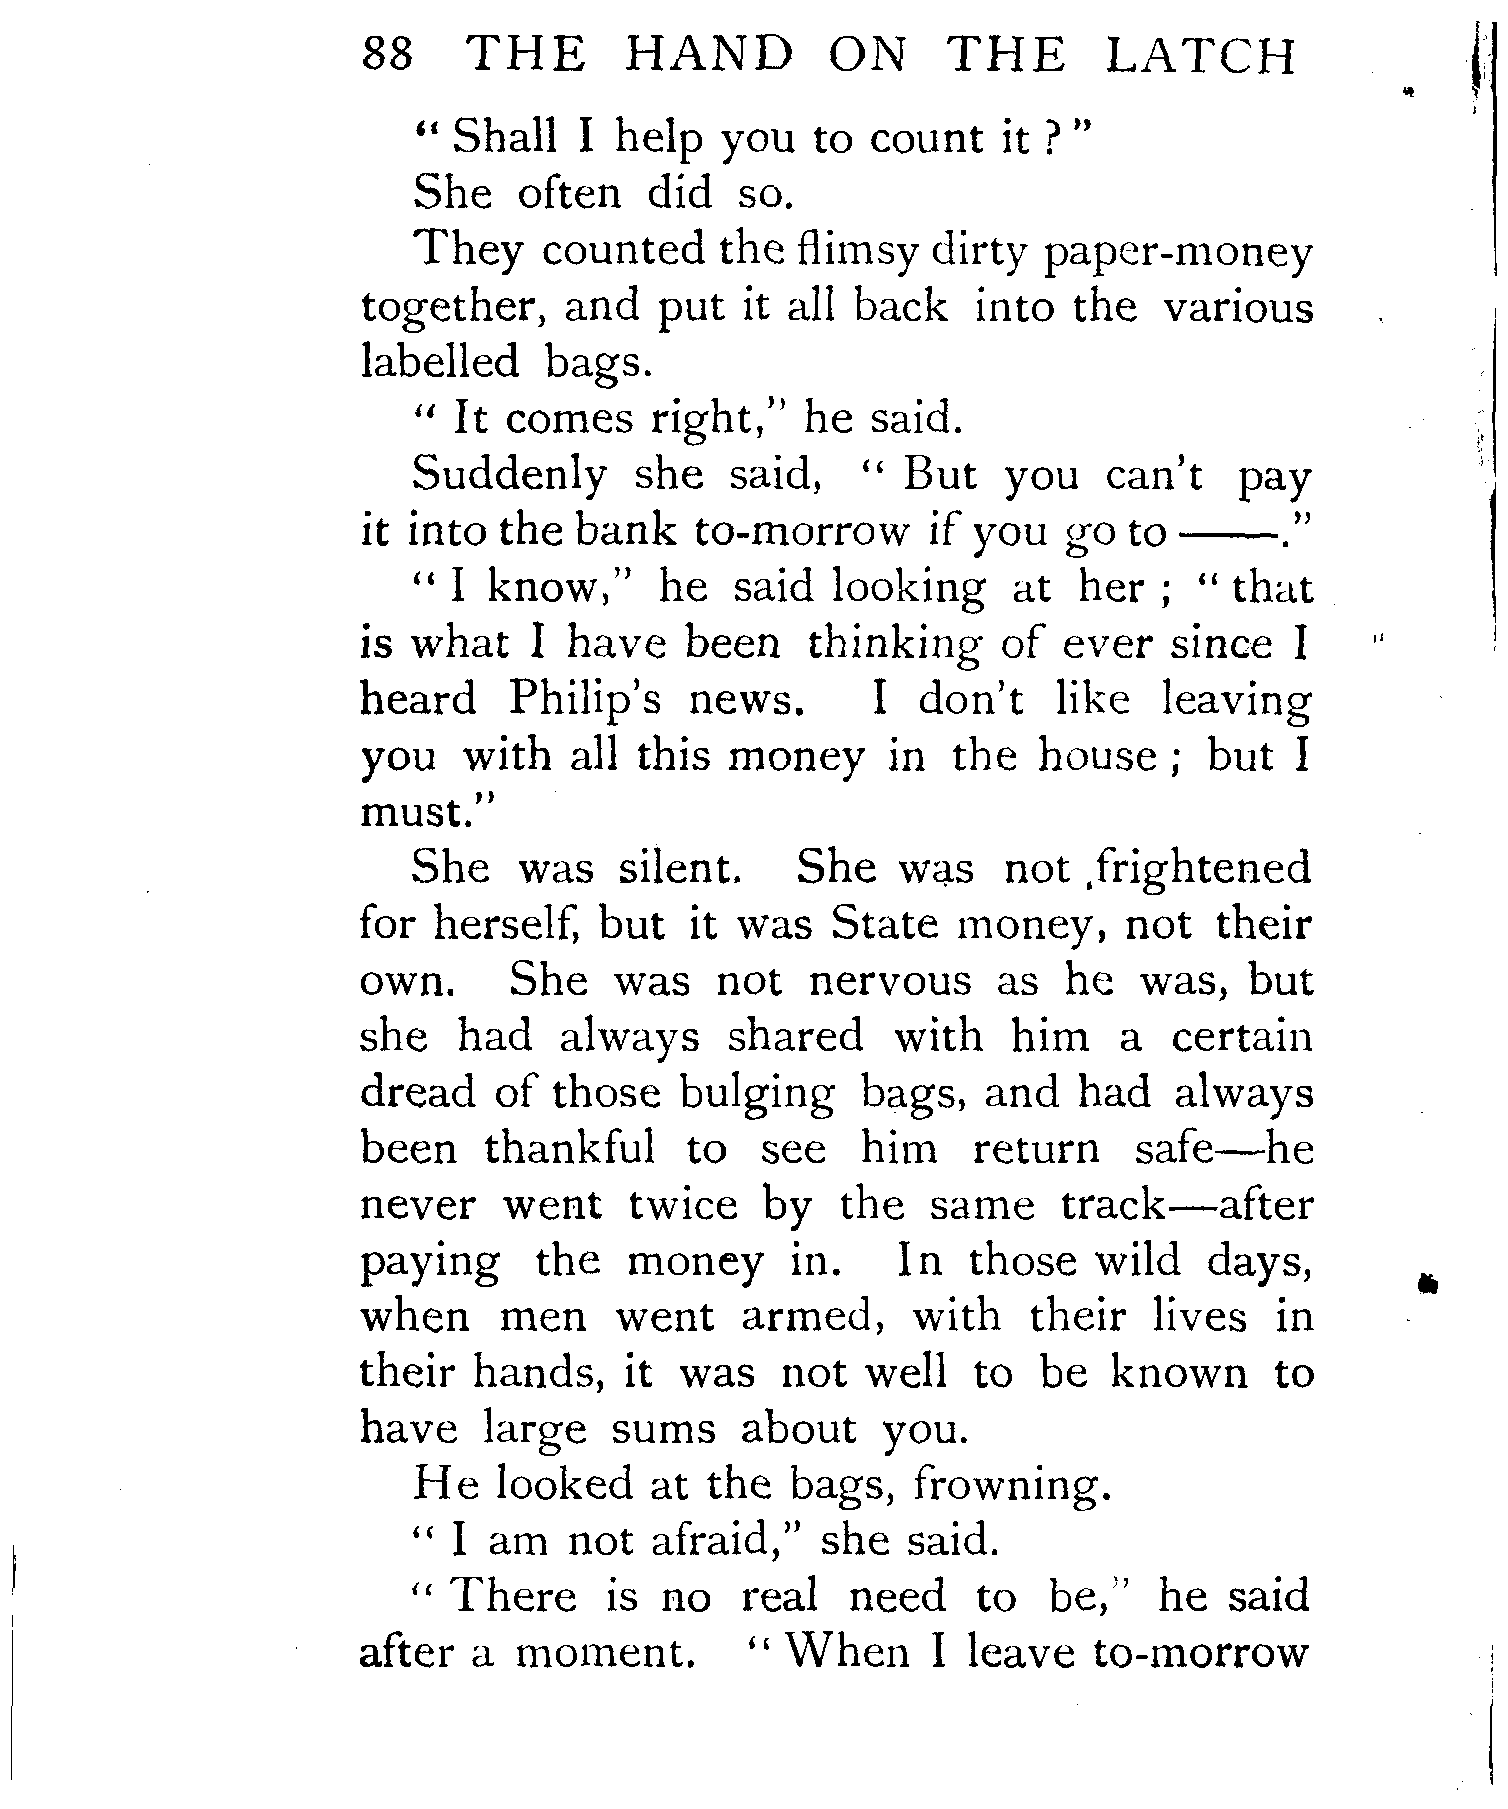 88 THE HAND ON THE LATCH
" Shall I help you to count it ? "
She often did so.
They counted the flimsy dirty paper-money
together, and put it all back into the various
labelled bags.
" It comes right," he said.
Suddenly she said, " But you can't pay
it into the bank to-morrow if you go to ——."
" I know," he said looking at her ; " that
is what I have been thinking of ever since I
heard Philip's news. I don't like leaving
you with all this money in the house ; but I
must."
She was silent. She was not frightened
for herself, but it was State money, not their
own. She was not nervous as he was, but
she had always shared with him a certain
dread of those bulging bags, and had always
been thankful to see him return safe—he
never went twice by the same track—after
paying the money in. In those wild days,
when men went armed, with their lives in
their hands, it was not well to be known to
have large sums about you.
He looked at the bags, frowning.
" I am not afraid," she said.
" There is no real need to be," he said
after a moment. " When I leave to-morrow